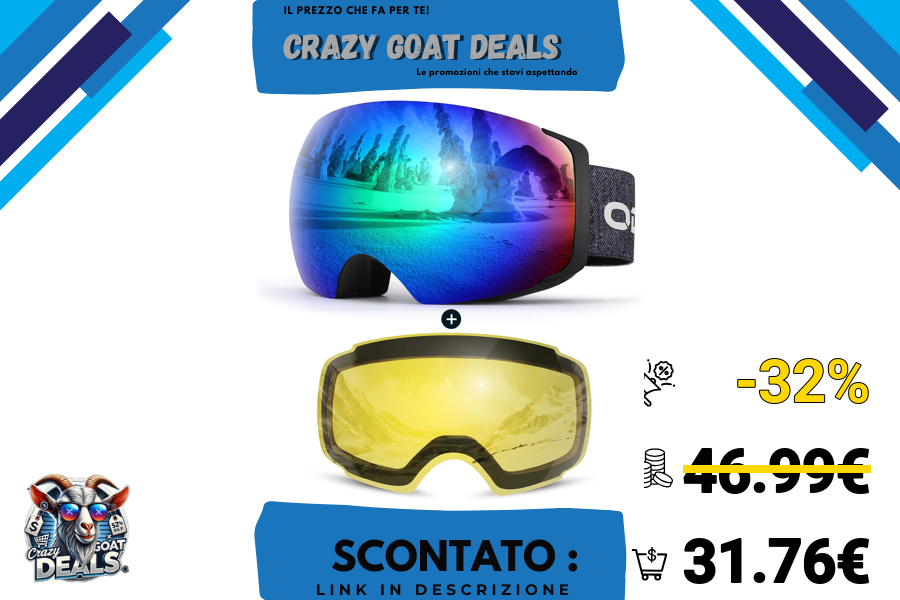 IL PREZZO CHE FA PER TE!
CRAZY GOAT DEALS
Le promozioni che stavi aspettando
+
-32%
46.99€
31.76€
SCONTATO :
LINK IN DESCRIZIONE
Crazy
GOAT
DEALS